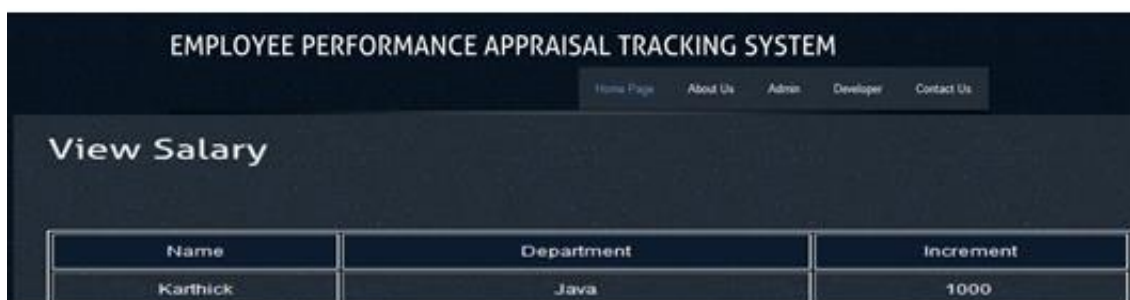 EMPLOYEE PERFORMANCE APPRAISAL TRACKING SYSTEM
Home Page About Us Admin Developer Contact Us
View Salary
Name Department Increment
Karthick Java 1000